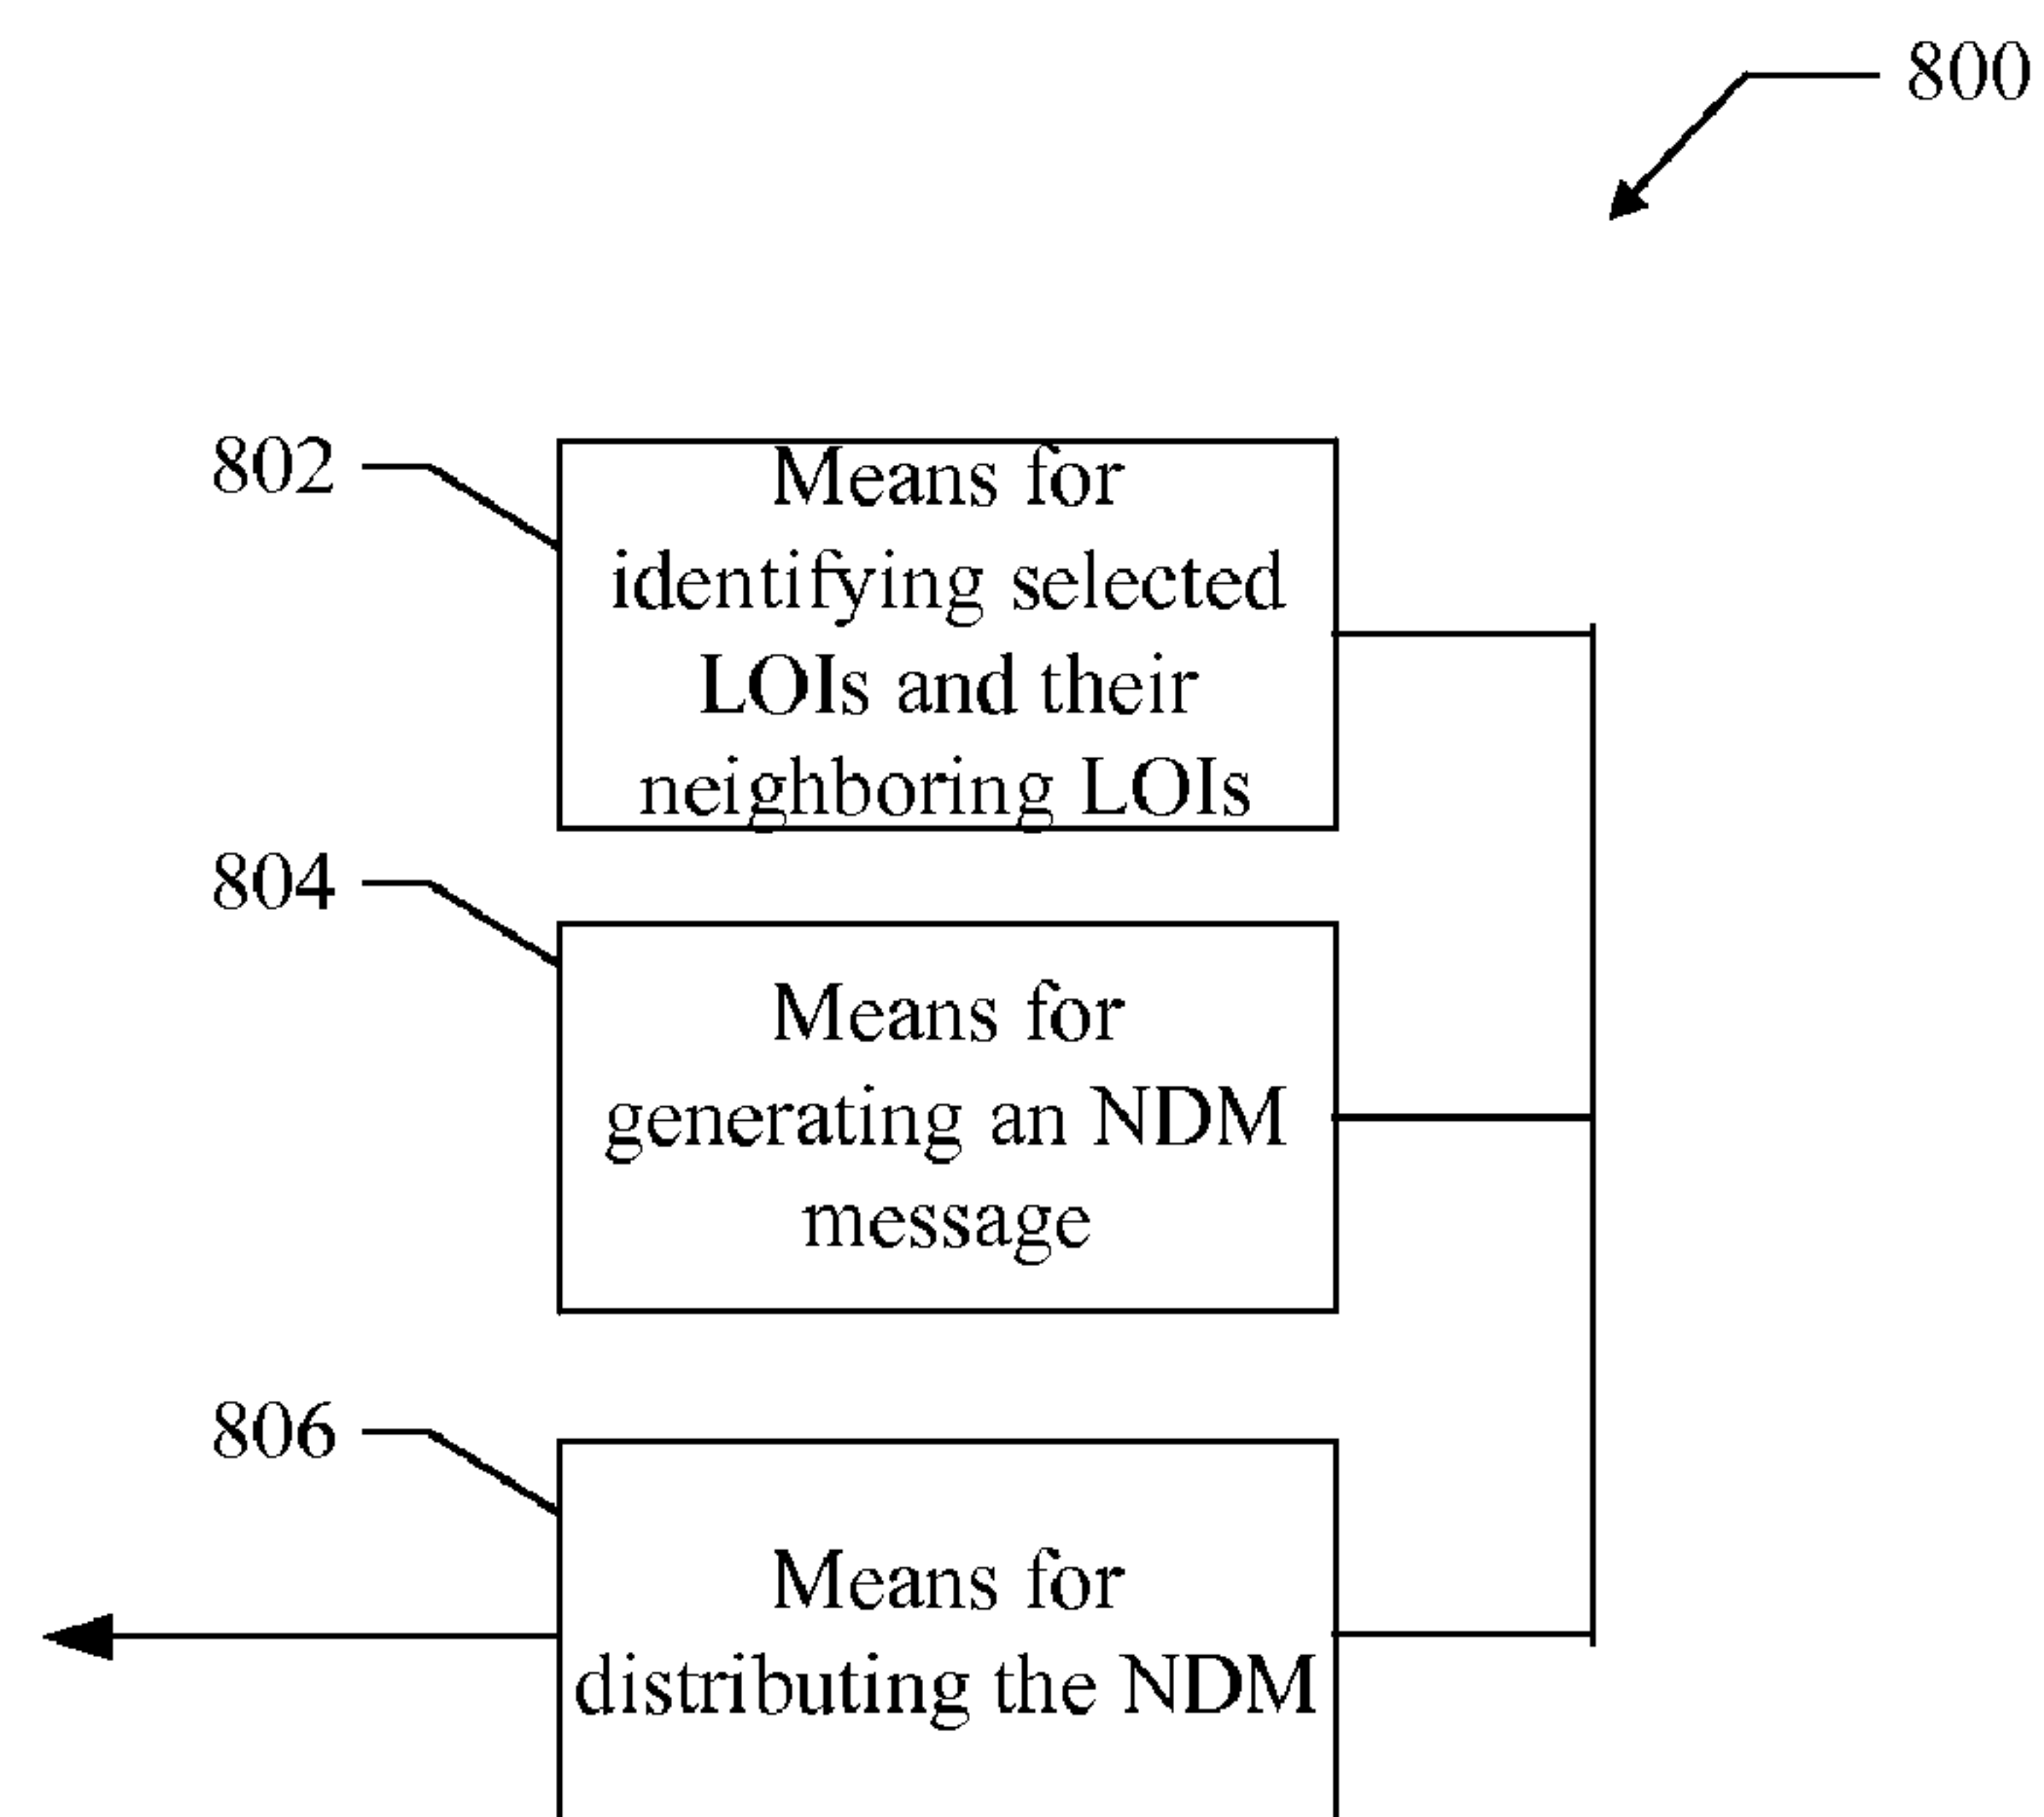 800
802
Means for
identifying selected
LOIs and their
neighboring LOIs
804
Means for
generating an NDM
message
806
Means for
distributing the NDM